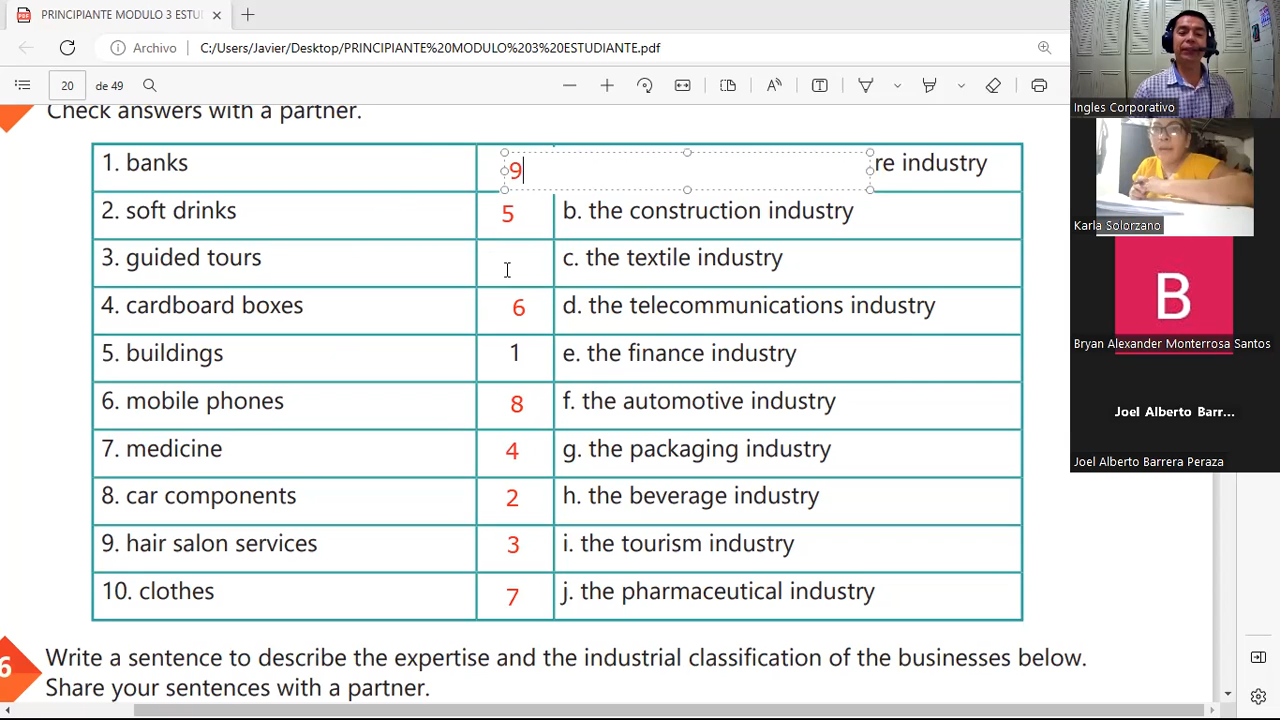 PRINCIPIANTE MODULO 3 ESTU
Archivo C:/Users/Javier/Desktop/PRINCIPIANTE%20MODULO%203%20ESTUDIANTE.pdf
20 de 49
Check answers with a partner.
1. banks 9 re industry
2. soft drinks 5 b. the construction industry
3. guided tours c. the textile industry
4. cardboard boxes 6 d. the telecommunications industry
5. buildings 1 e. the finance industry
6. mobile phones 8 f. the automotive industry
7. medicine 4 g. the packaging industry
8. car components 2 h. the beverage industry
9. hair salon services 3 i. the tourism industry
10. clothes 7 j. the pharmaceutical industry
6 Write a sentence to describe the expertise and the industrial classification of the businesses below.
Share your sentences with a partner.
Ingles Corporativo
Karla Solorzano
B
Bryan Alexander Monterrosa Santos
Joel Alberto Barr...
Joel Alberto Barrera Peraza